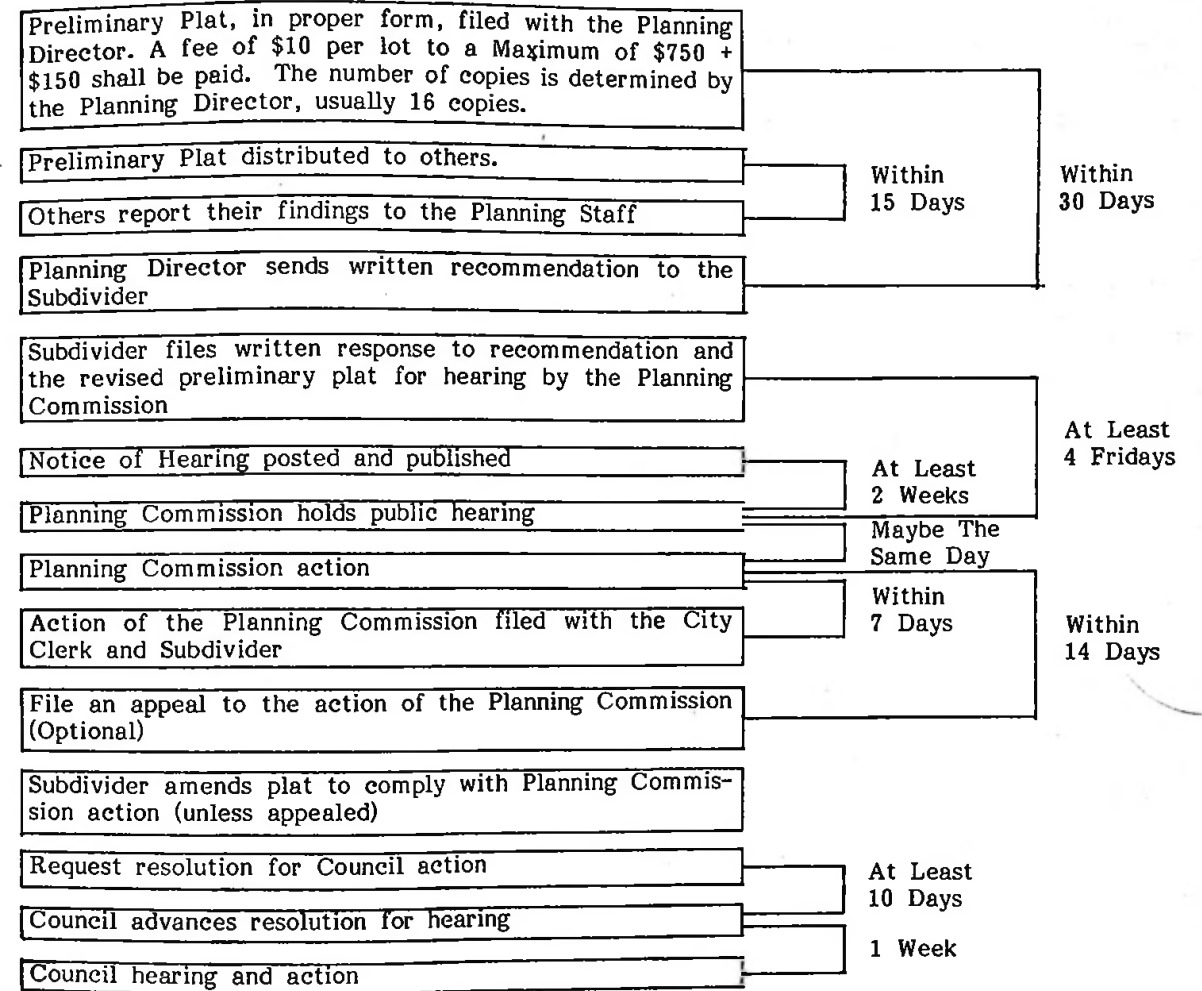 Preliminary Plat, in proper form, filed with the Planning
Director. A fee of $10 per lot to a Maximum of $750 +
$150 shall be paid. The number of copies is determined by
the Planning Director, usually 16 copies.
Preliminary Plat distributed to others.
Within
15 Days
Within
30 Days
Others report their findings to the Planning Staff
Planning Director sends written recommendation to the
Subdivider
Subdivider files written response to recommendation and
the revised preliminary plat for hearing by the Planning
Commission
At Least
4 Fridays
Notice of Hearing posted and published
At Least
2 Weeks
Planning Commission holds public hearing
Maybe The
Same Day
Planning Commission action
Within
7 Days
Action of the Planning Commission filed with the City
Clerk and Subdivider
Within
14 Days
File an appeal to the action of the Planning Commission
(Optional)
Subdivider amends plat to comply with Planning Commis-
sion action (unless appealed)
Request resolution for Council action
At Least
10 Days
Council advances resolution for hearing
1 Week
Council hearing and action